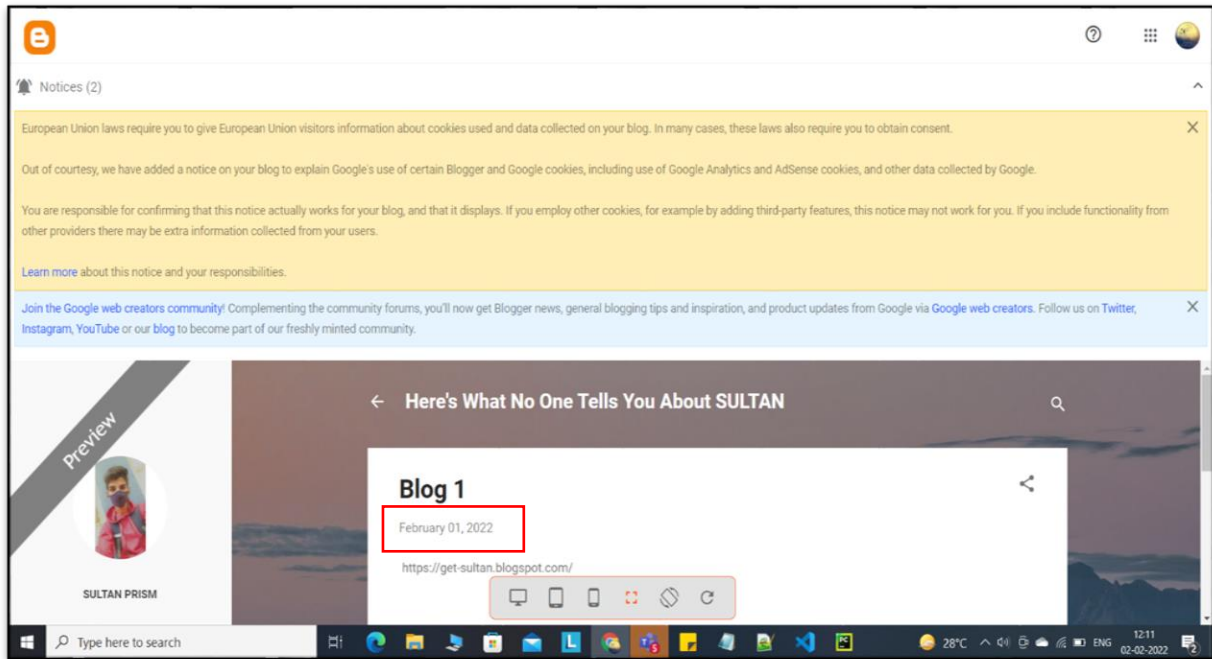 Notices (2)
European Union laws require you to give European Union visitors information about cookies used and data collected on your blog. In many cases, these laws also require you to obtain consent.
Out of courtesy, we have added a notice on your blog to explain Google's use of certain Blogger and Google cookies, including use of Google Analytics and AdSense cookies, and other data collected by Google.
You are responsible for confirming that this notice actually works for your blog, and that it displays. If you employ other cookies, for example by adding third-party features, this notice may not work for you. If you include functionality from
other providers there may be extra information collected from your users.
Learn more about this notice and your responsibilities.
Join the Google web creators community! Complementing the community forums, you'll now get Blogger news, general blogging tips and inspiration, and product updates from Google via Google web creators. Follow us on Twitter,
Instagram, YouTube or our blog to become part of our freshly minted community.
Preview
Here's What No One Tells You About SULTAN
Blog 1
February 01, 2022
https://get-sultan.blogspot.com/
SULTAN PRISM
Type here to search
28°C
ENG
12:11
02-02-2022